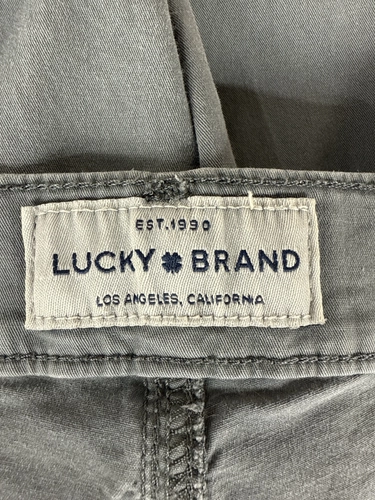 EST.1990
LUCKY BRAND
LOS ANGELES, CALIFORNIA